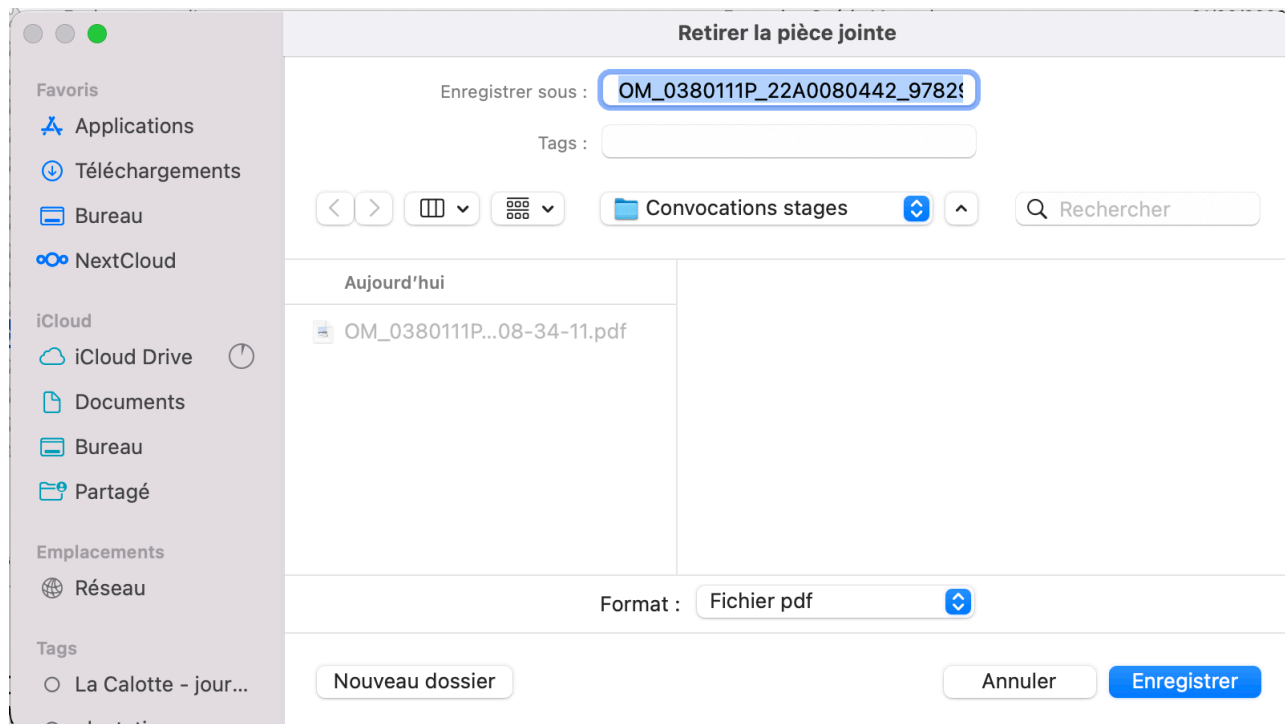 Retirer la pièce jointe
Favoris
Applications
Téléchargements
Bureau
NextCloud
iCloud
iCloud Drive
Documents
Bureau
Partagé
Emplacements
Réseau
Tags
La Calotte - jour...
Enregistrer sous :
OM_0380111P_22A0080442_97829
Tags :
Convocations stages
Rechercher
Aujourd'hui
OM_0380111P...08-34-11.pdf
Format :
Fichier pdf
Nouveau dossier
Annuler
Enregistrer